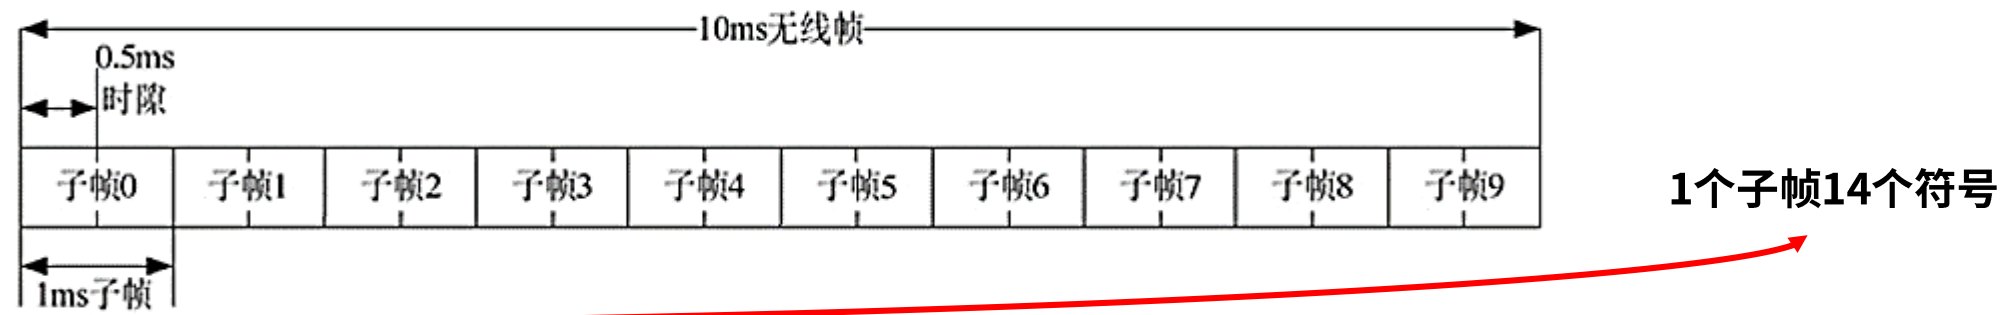 10ms无线帧
0.5ms
时隙
子帧0
子帧1
子帧2
子帧3
子帧4
子帧5
子帧6
子帧7
子帧8
子帧9
1个子帧14个符号
1ms子帧